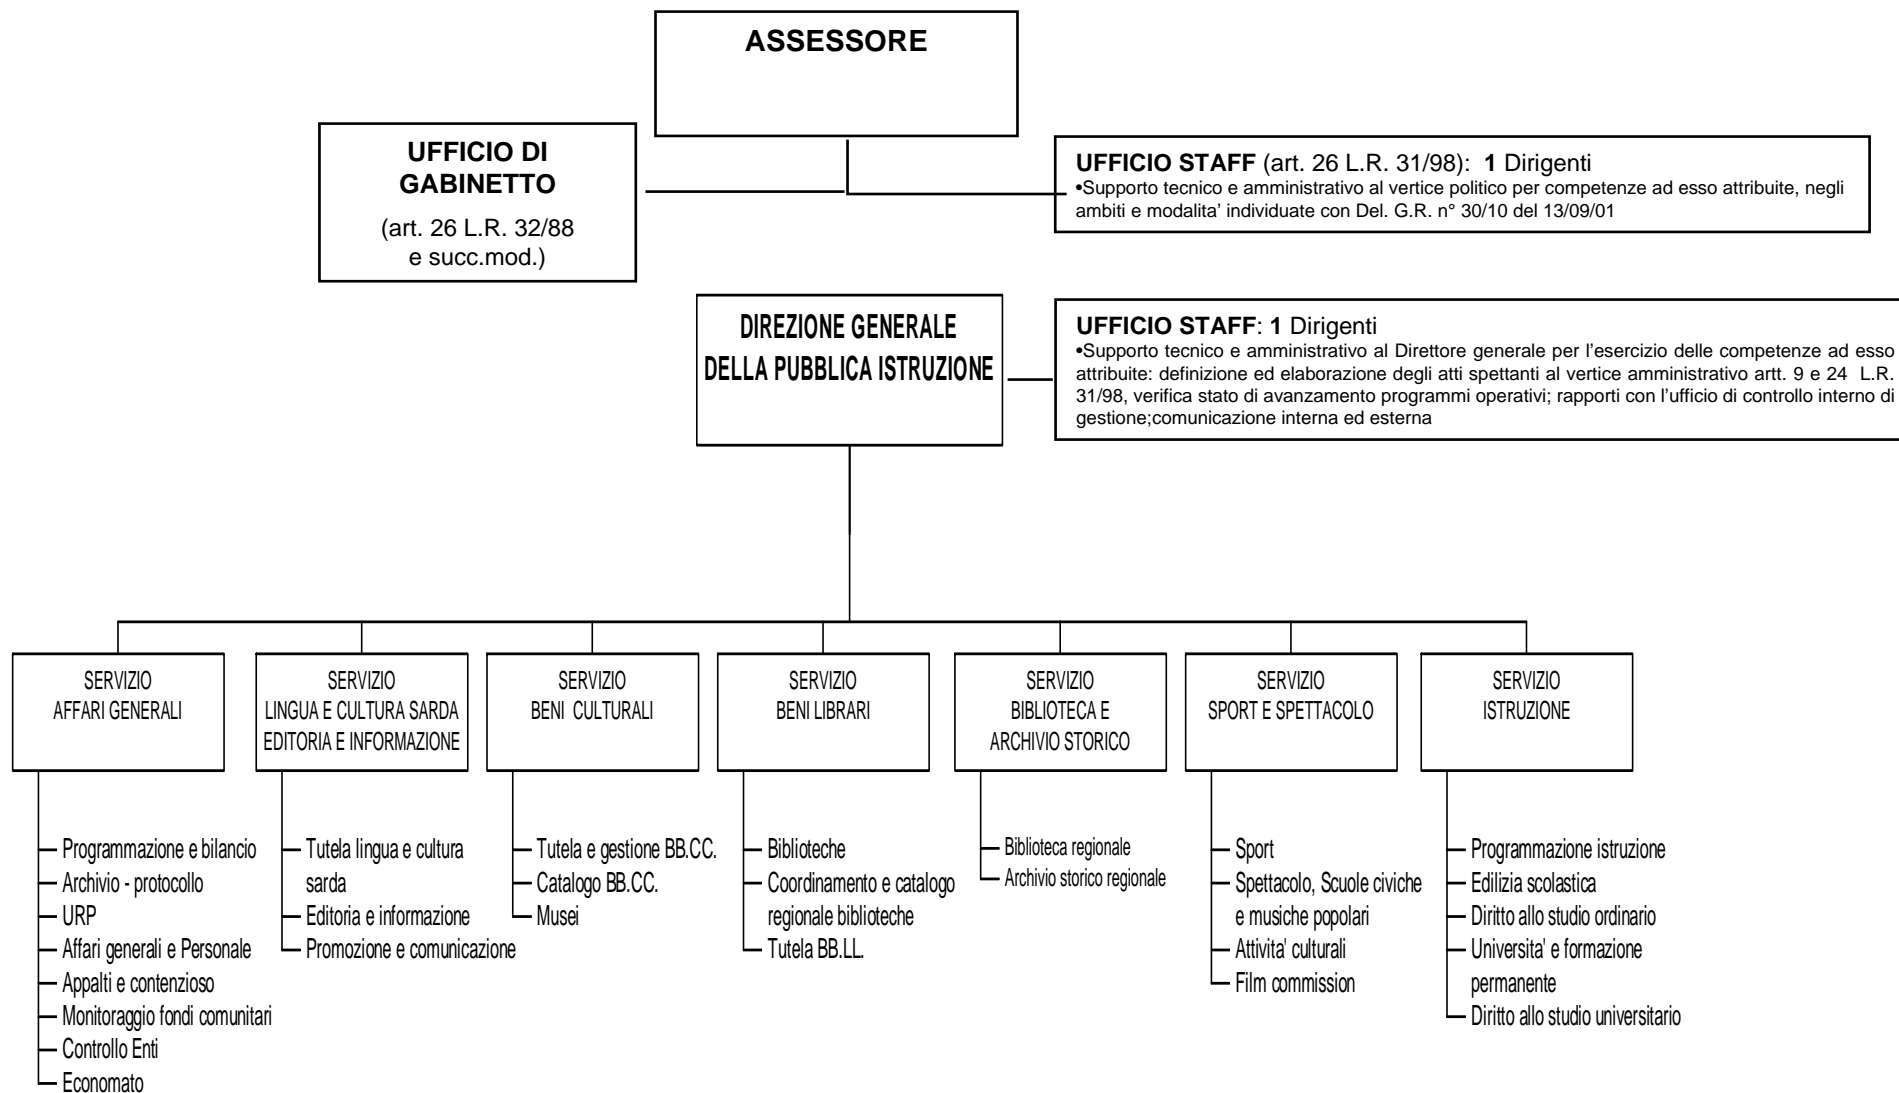 ASSESSORE
UFFICIO DI
GABINETTO
(art. 26 L.R. 32/88
e succ.mod.)
UFFICIO STAFF (art. 26 L.R. 31/98): 1 Dirigenti
•Supporto tecnico e amministrativo al vertice politico per competenze ad esso attribuite, negli
ambiti e modalita' individuate con Del. G.R. n° 30/10 del 13/09/01
DIREZIONE GENERALE
DELLA PUBBLICA ISTRUZIONE
UFFICIO STAFF: 1 Dirigenti
•Supporto tecnico e amministrativo al Direttore generale per l'esercizio delle competenze ad esso
attribuite: definizione ed elaborazione degli atti spettanti al vertice amministrativo artt. 9 e 24 L.R.
31/98, verifica stato di avanzamento programmi operativi; rapporti con l'ufficio di controllo interno di
gestione;comunicazione interna ed esterna
SERVIZIO
AFFARI GENERALI
Programmazione e bilancio
Archivio - protocollo
URP
Affari generali e Personale
Appalti e contenzioso
Monitoraggio fondi comunitari
Controllo Enti
Economato
SERVIZIO
LINGUA E CULTURA SARDA
EDITORIA E INFORMAZIONE
Tutela lingua e cultura
sarda
Editoria e informazione
Promozione e comunicazione
SERVIZIO
BENI CULTURALI
Tutela e gestione BB.CC.
Catalogo BB.CC.
Musei
SERVIZIO
BENI LIBRARI
Biblioteche
Coordinamento e catalogo
regionale biblioteche
Tutela BB.LL.
SERVIZIO
BIBLIOTECA E
ARCHIVIO STORICO
Biblioteca regionale
Archivio storico regionale
SERVIZIO
SPORT E SPETTACOLO
Sport
Spettacolo, Scuole civiche
e musiche popolari
Attivita' culturali
Film commission
SERVIZIO
ISTRUZIONE
Programmazione istruzione
Edilizia scolastica
Diritto allo studio ordinario
Universita' e formazione
permanente
Diritto allo studio universitario